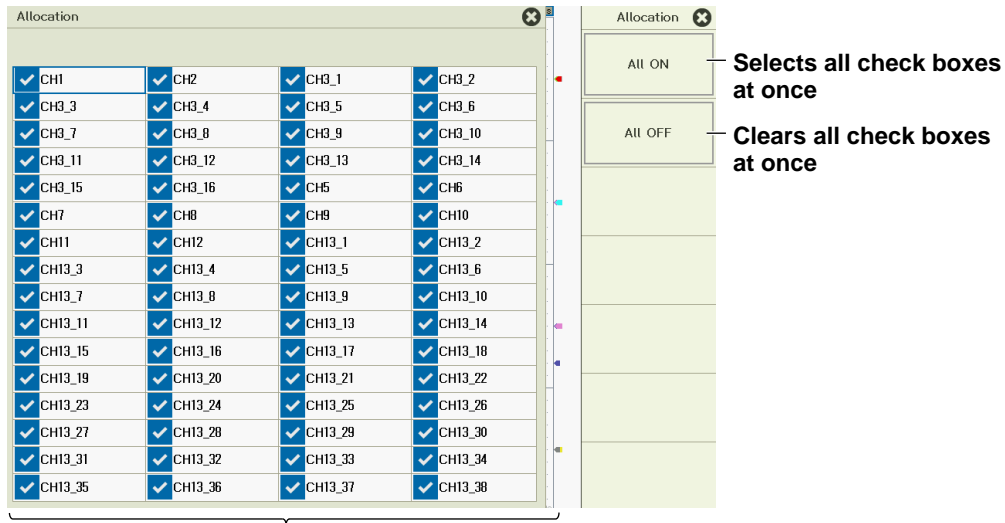 Allocation
CH1 CH2 CH3_1 CH3_2
CH3_3 CH3_4 CH3_5 CH3_6
CH3_7 CH3_8 CH3_9 CH3_10
CH3_11 CH3_12 CH3_13 CH3_14
CH3_15 CH3_16 CH5 CH6
CH7 CH8 CH9 CH10
CH11 CH12 CH13_1 CH13_2
CH13_3 CH13_4 CH13_5 CH13_6
CH13_7 CH13_8 CH13_9 CH13_10
CH13_11 CH13_12 CH13_13 CH13_14
CH13_15 CH13_16 CH13_17 CH13_18
CH13_19 CH13_20 CH13_21 CH13_22
CH13_23 CH13_24 CH13_25 CH13_26
CH13_27 CH13_28 CH13_29 CH13_30
CH13_31 CH13_32 CH13_33 CH13_34
CH13_35 CH13_36 CH13_37 CH13_38
Allocation
All ON
Selects all check boxes
at once
All OFF
Clears all check boxes
at once